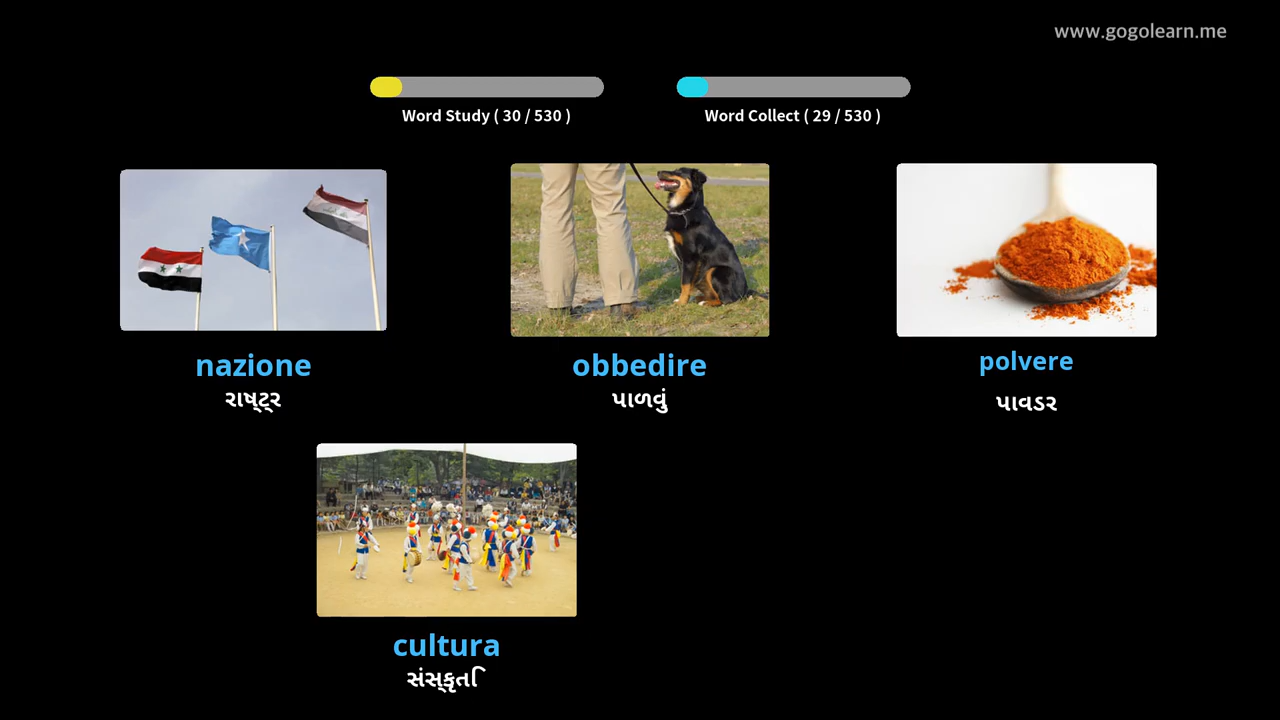 www.gogolearn.me
Word Study ( 30 / 530 )
Word Collect ( 29 / 530 )
nazione
રાષ્ટ્ર
obbedire
પાળવું
polvere
પાવડર
cultura
સંસ્કૃતિ